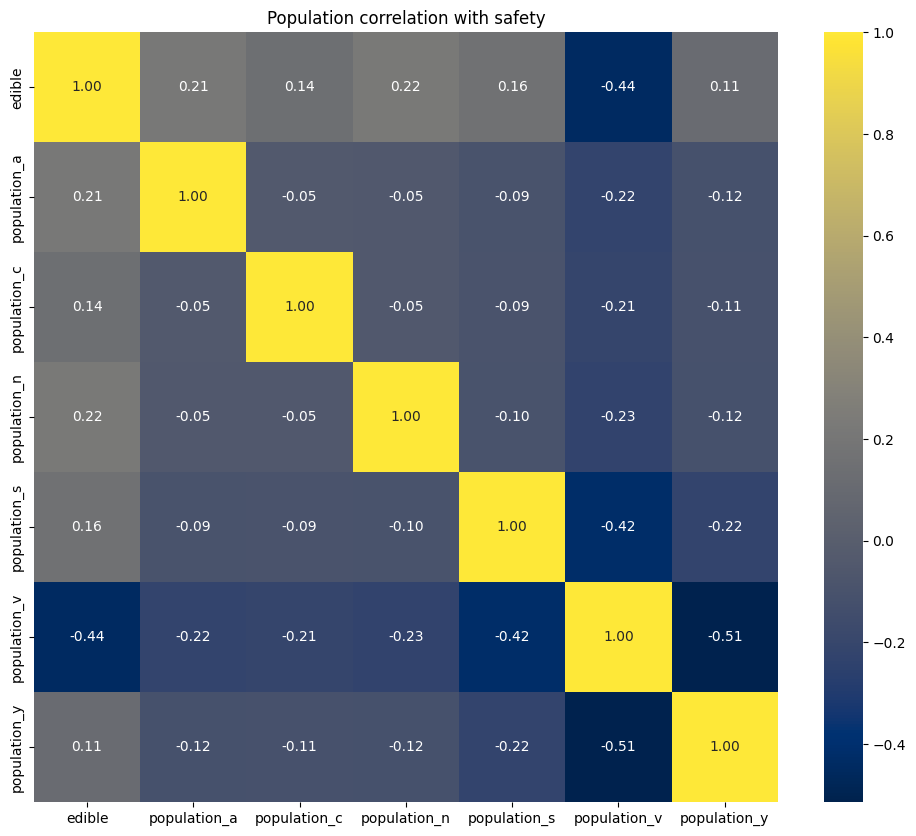 Population correlation with safety
edible 1.00 0.21 0.14 0.22 0.16 -0.44 0.11
population_a 0.21 1.00 -0.05 -0.05 -0.09 -0.22 -0.12
population_c 0.14 -0.05 1.00 -0.05 -0.09 -0.21 -0.11
population_n 0.22 -0.05 -0.05 1.00 -0.10 -0.23 -0.12
population_s 0.16 -0.09 -0.09 -0.10 1.00 -0.42 -0.22
population_v -0.44 -0.22 -0.21 -0.23 -0.42 1.00 -0.51
population_y 0.11 -0.12 -0.11 -0.12 -0.22 -0.51 1.00
edible population_a population_c population_n population_s population_v population_y
1.0
0.8
0.6
0.4
0.2
0.0
−0.2
−0.4